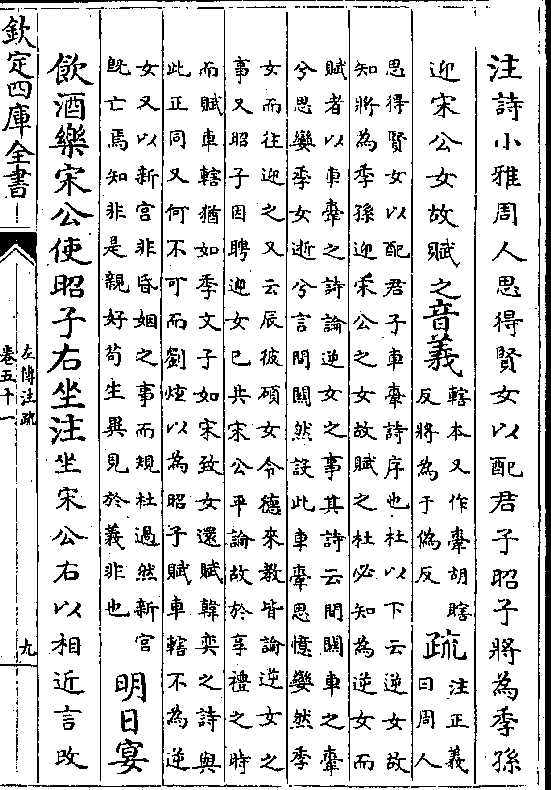 注詩小雅周人思得賢女以配君子昭子將為季孫
迎宋公女故賦之音義
轄本又作舝胡瞎
反將為于偽反
疏
注正義
曰周人
思得賢女以配君子車舝詩序也杜以下云逆女故
知將為季孫迎宋公之女故賦之杜必知為逆女而
賦者以車舝之詩論逆女之事其詩云間關車之舝
兮思孌季女逝兮言間關然設此車舝思憶孌然季
女而往迎之又云辰彼碩女令德來教皆論逆女之
事又昭子因聘迎女已共宋公平論故於享禮之時
而賦車轄猶如季文子如宋致女還賦韓奕之詩與
此正同又何不可而劉炫以為昭子賦車轄不為逆
女又以新宮非昏姻之事而規杜過然新宮
既亡焉知非是親好苟生異見於義非也
明日宴
飲酒樂宋公使昭子右坐注坐宋公右以相近言改
欽定四庫全書
左傳注疏
卷五十一
九